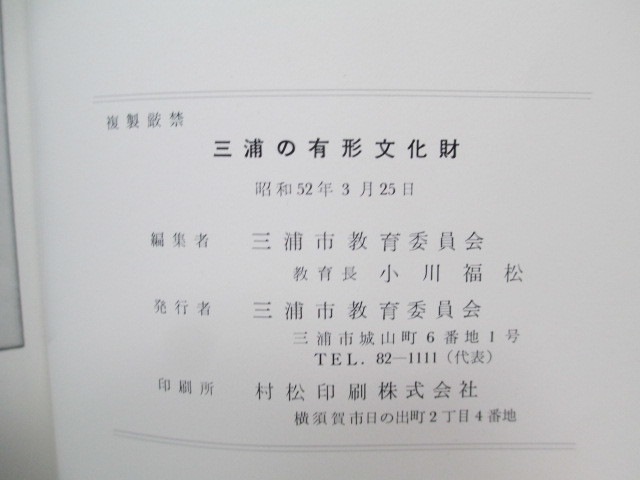 複製厳禁
三浦の有形文化財
昭和52年3月25日
編集者 三浦市教育委員会
教育長 小川福松
発行者 三浦市教育委員会
三浦市城山町6番地1号
TEL. 82—1111（代表）
印刷所 村松印刷株式会社
横須賀市日の出町2丁目4番地